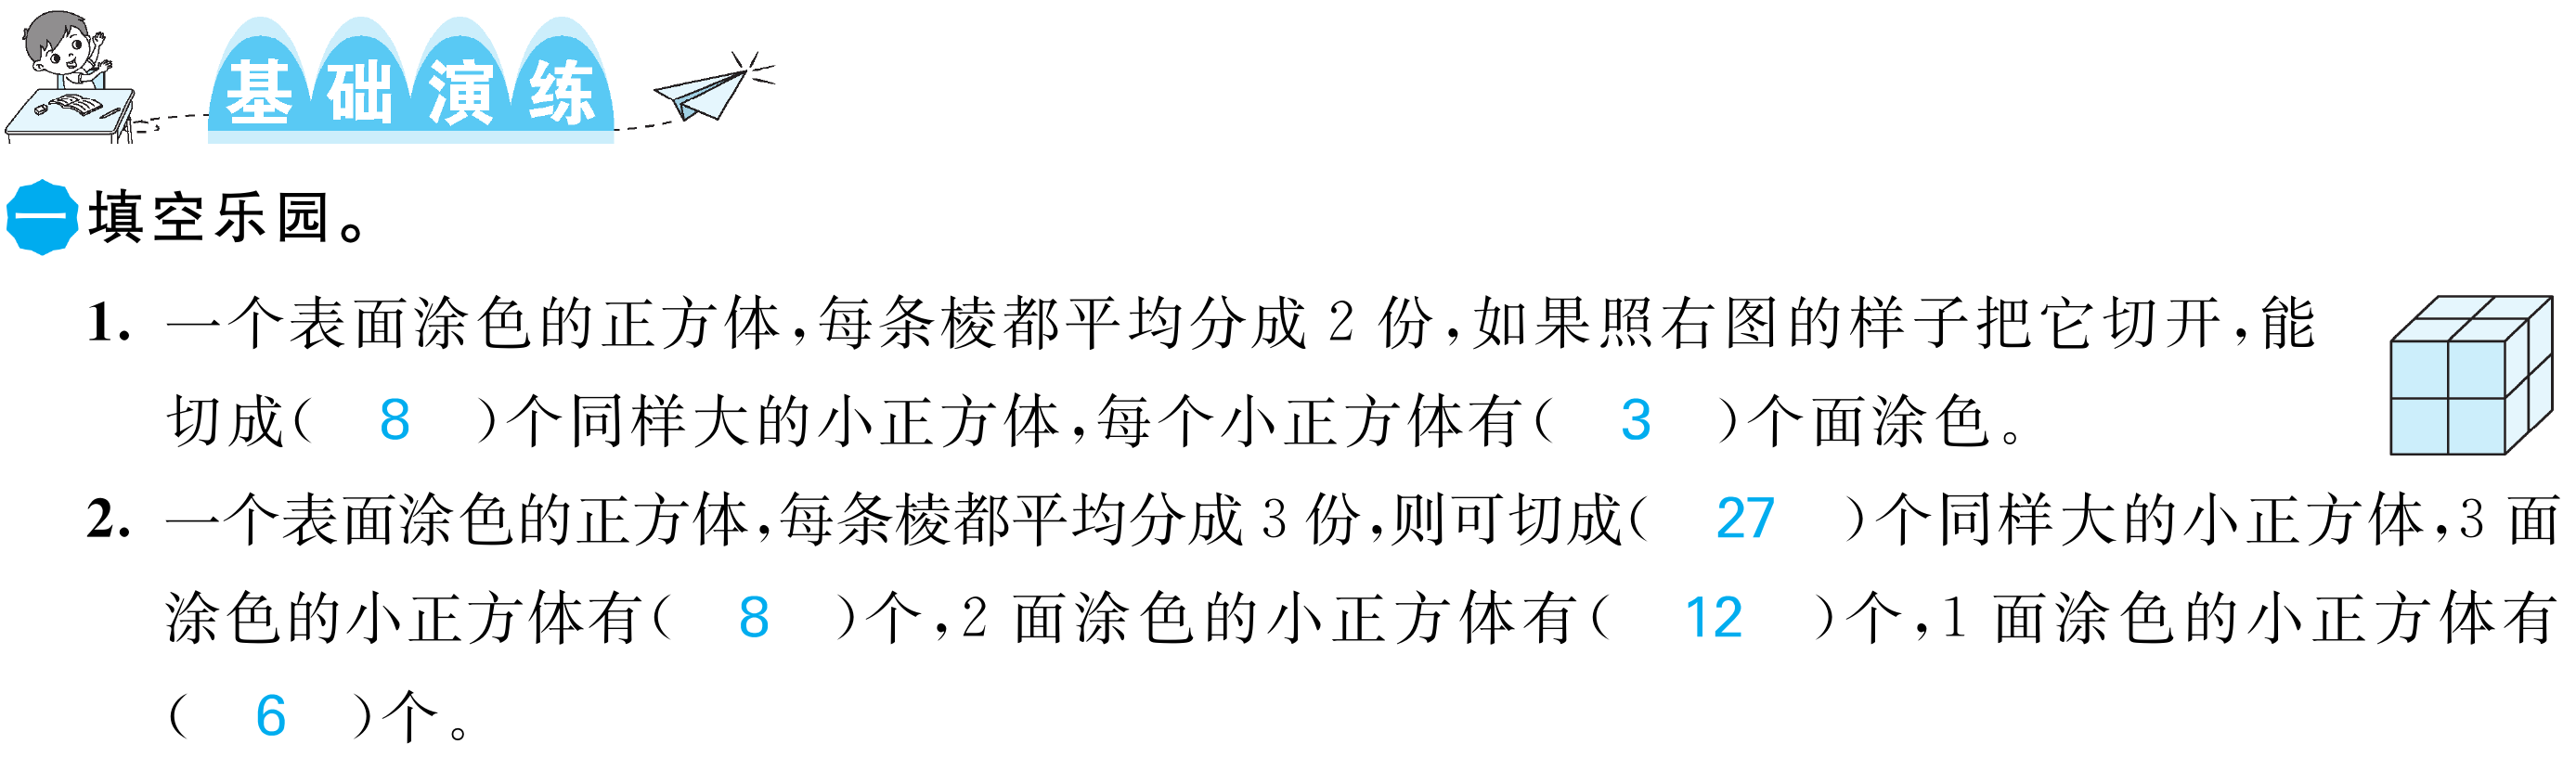 基础演练
一填空乐园。
1. 一个表面涂色的正方体,每条棱都平均分成 2 份,如果照右图的样子把它切开,能
切成( 8 )个同样大的小正方体,每个小正方体有( 3 )个面涂色。
2. 一个表面涂色的正方体,每条棱都平均分成 3 份,则可切成( 27 )个同样大的小正方体,3 面
涂色的小正方体有( 8 )个,2 面涂色的小正方体有( 12 )个,1 面涂色的小正方体有
( 6 )个。